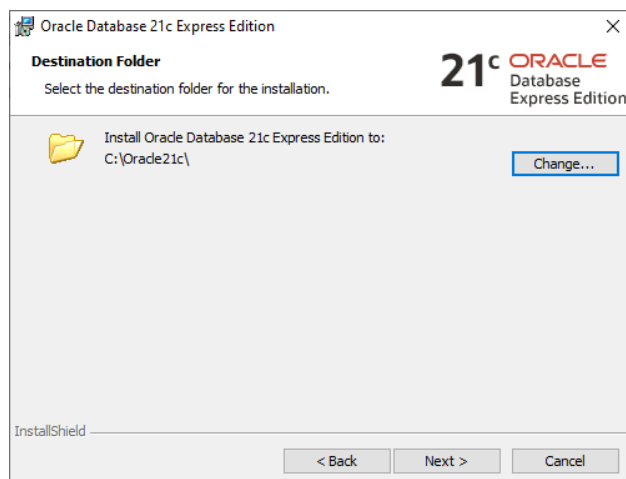 Oracle Database 21c Express Edition
Destination Folder
Select the destination folder for the installation.
21c ORACLE
Database
Express Edition
Install Oracle Database 21c Express Edition to:
C:\Oracle21c\
Change...
InstallShield
< Back
Next >
Cancel